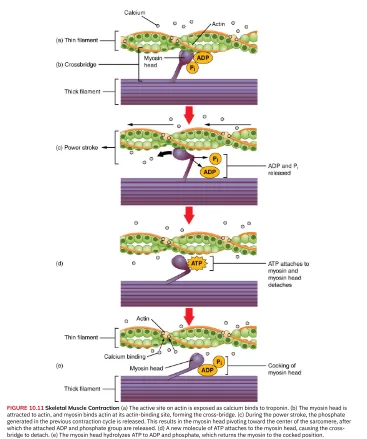 Calcium
Actin
(a) Thin filament
(b) Crossbridge
Myosin
head
ADP
Pi
Thick filament
(c) Power stroke
Pi
ADP
ADP and Pi
released
(d)
ATP
ATP attaches to
myosin and
myosin head
detaches
Actin
Thin filament
Calcium binding
(e)
Myosin head
Pi
ADP
Cocking of
myosin head
Thick filament
FIGURE 10.11 Skeletal Muscle Contraction (a) The active site on actin is exposed as calcium binds to troponin. (b) The myosin head is
attracted to actin, and myosin binds actin at its actin-binding site, forming the cross-bridge. (c) During the power stroke, the phosphate
generated in the previous contraction cycle is released. This results in the myosin head pivoting toward the center of the sarcomere, after
which the attached ADP and phosphate group are released. (d) A new molecule of ATP attaches to the myosin head, causing the cross-
bridge to detach. (e) The myosin head hydrolyzes ATP to ADP and phosphate, which returns the myosin to the cocked position.